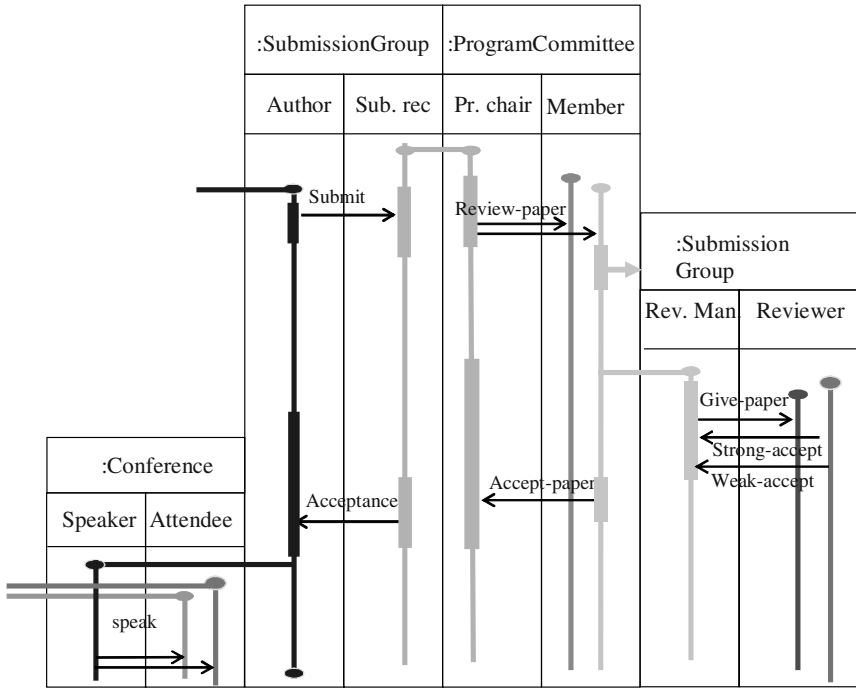 :SubmissionGroup :ProgramCommittee
Author Sub. rec Pr. chair Member
Submit
Review-paper
:Submission
Group
Rev. Man. Reviewer
Give-paper
Strong-accept
Weak-accept
:Conference
Accept-paper
Acceptance
Speaker Attendee
speak